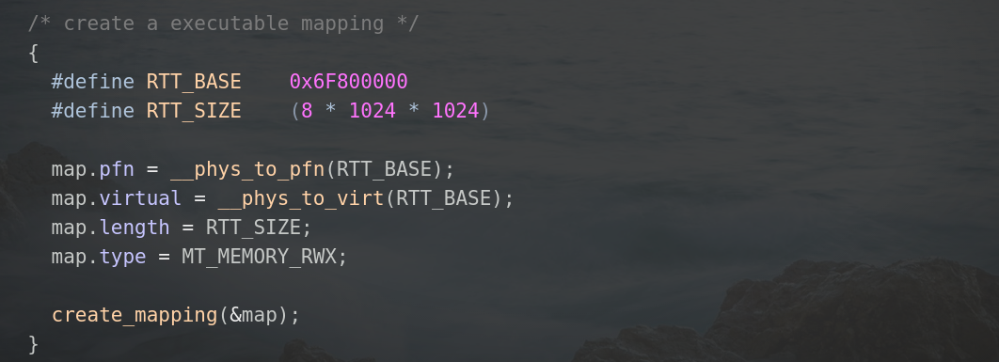 /* create a executable mapping */
{
  #define RTT_BASE    0x6F800000
  #define RTT_SIZE    (8 * 1024 * 1024)

  map.pfn = __phys_to_pfn(RTT_BASE);
  map.virtual = __phys_to_virt(RTT_BASE);
  map.length = RTT_SIZE;
  map.type = MT_MEMORY_RWX;

  create_mapping(&map);
}